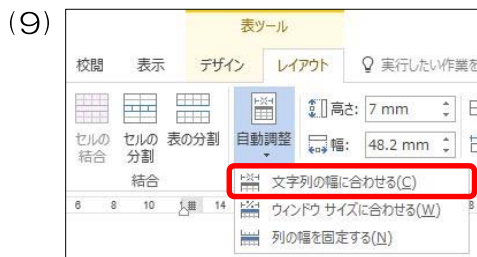 (9)
表ツール
校閲 表示 デザイン レイアウト 実行したい作業を
セルの結合 セルの分割 表の分割 自動調整 高さ: 7 mm
幅: 48.2 mm
結合
文字列の幅に合わせる(C)
6 8 10 14
ウィンドウ サイズに合わせる(W)
列の幅を固定する(N)